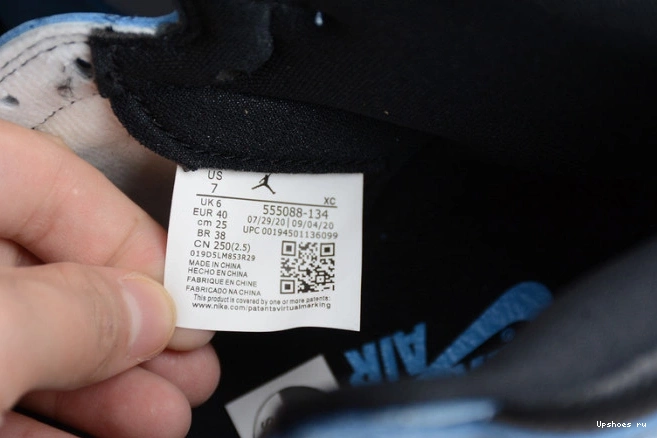 US
7
XC
UK 6
EUR 40
cm 25
BR 38
CN 250(2.5)
555088-134
07/29/20 | 09/04/20
UPC 00194501136099
019D5LM853R29
MADE IN CHINA
HECHO EN CHINA
FABRIQUE EN CHINE
FABRICADO NA CHINA
This product is covered by one or more patents:
www.nike.com/patentsvirtualmarking
AIR
Upshoes ru